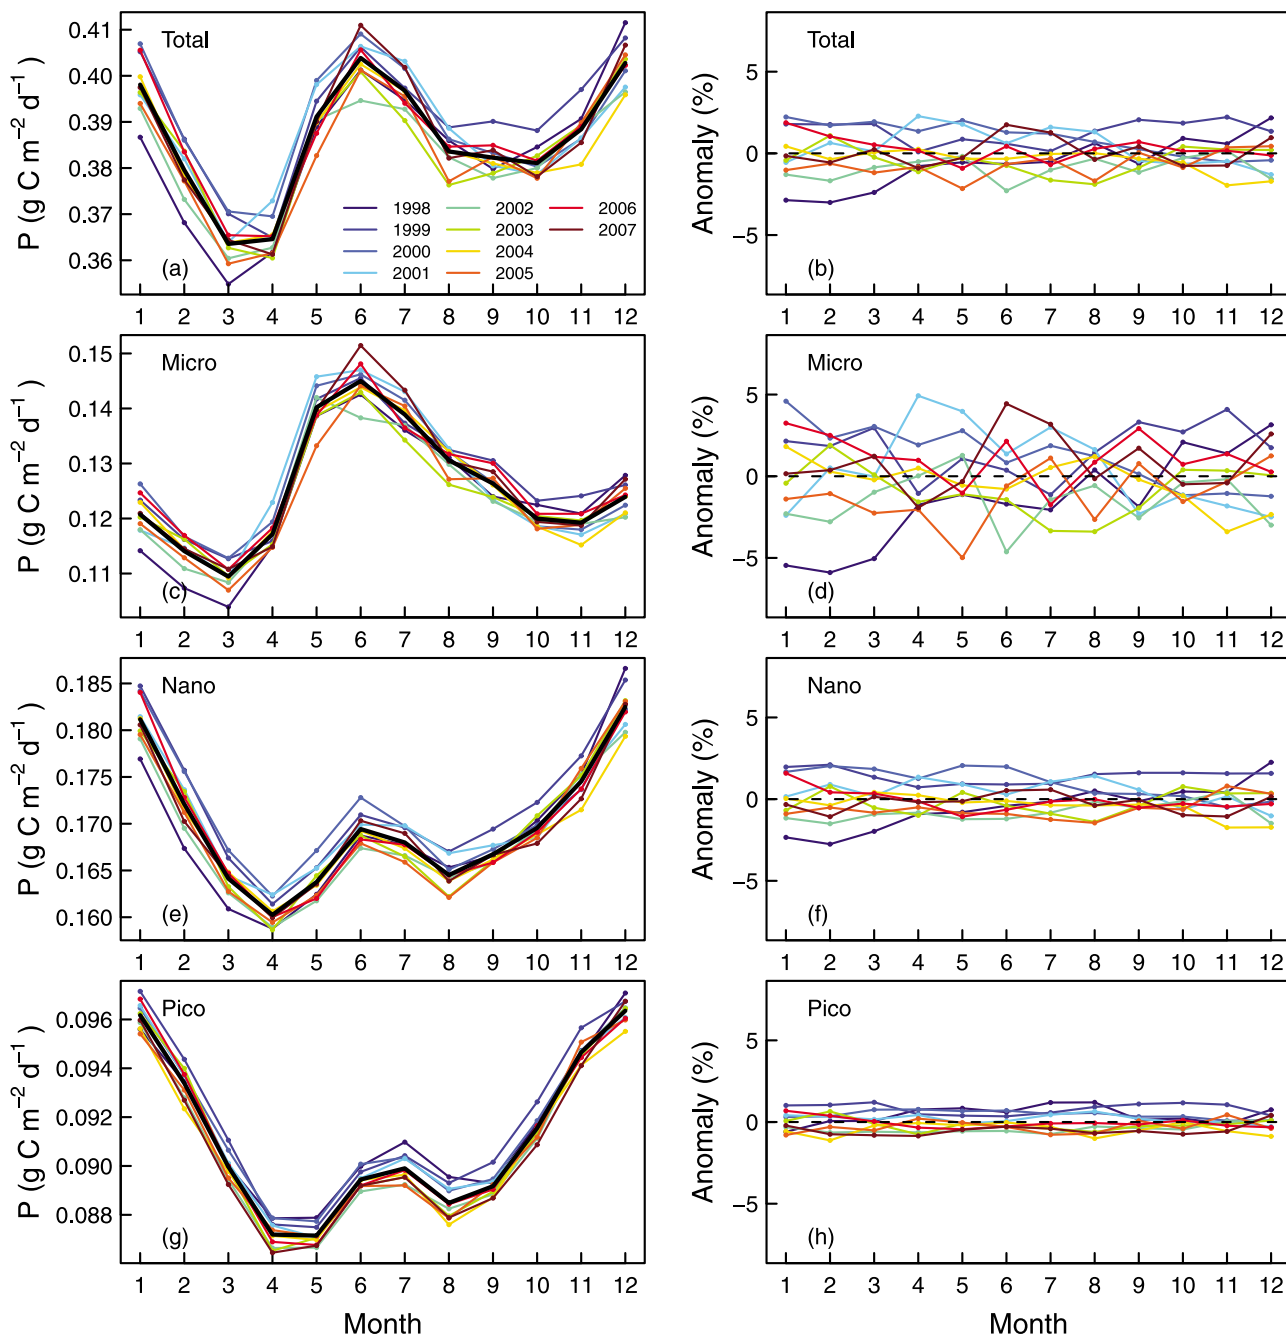 Total
P (g C m⁻² d⁻¹)
0.41
0.40
0.39
0.38
0.37
0.36
1998
1999
2000
2001
2002
2003
2004
2005
2006
2007
(a)
1 2 3 4 5 6 7 8 9 10 11 12
Total
Anomaly (%)
5
0
−5
(b)
1 2 3 4 5 6 7 8 9 10 11 12
Micro
P (g C m⁻² d⁻¹)
0.15
0.14
0.13
0.12
0.11
(c)
1 2 3 4 5 6 7 8 9 10 11 12
Micro
Anomaly (%)
5
0
−5
(d)
1 2 3 4 5 6 7 8 9 10 11 12
Nano
P (g C m⁻² d⁻¹)
0.185
0.180
0.175
0.170
0.165
0.160
(e)
1 2 3 4 5 6 7 8 9 10 11 12
Nano
Anomaly (%)
5
0
−5
(f)
1 2 3 4 5 6 7 8 9 10 11 12
Pico
P (g C m⁻² d⁻¹)
0.096
0.094
0.092
0.090
0.088
(g)
1 2 3 4 5 6 7 8 9 10 11 12
Month
Pico
Anomaly (%)
5
0
−5
(h)
1 2 3 4 5 6 7 8 9 10 11 12
Month